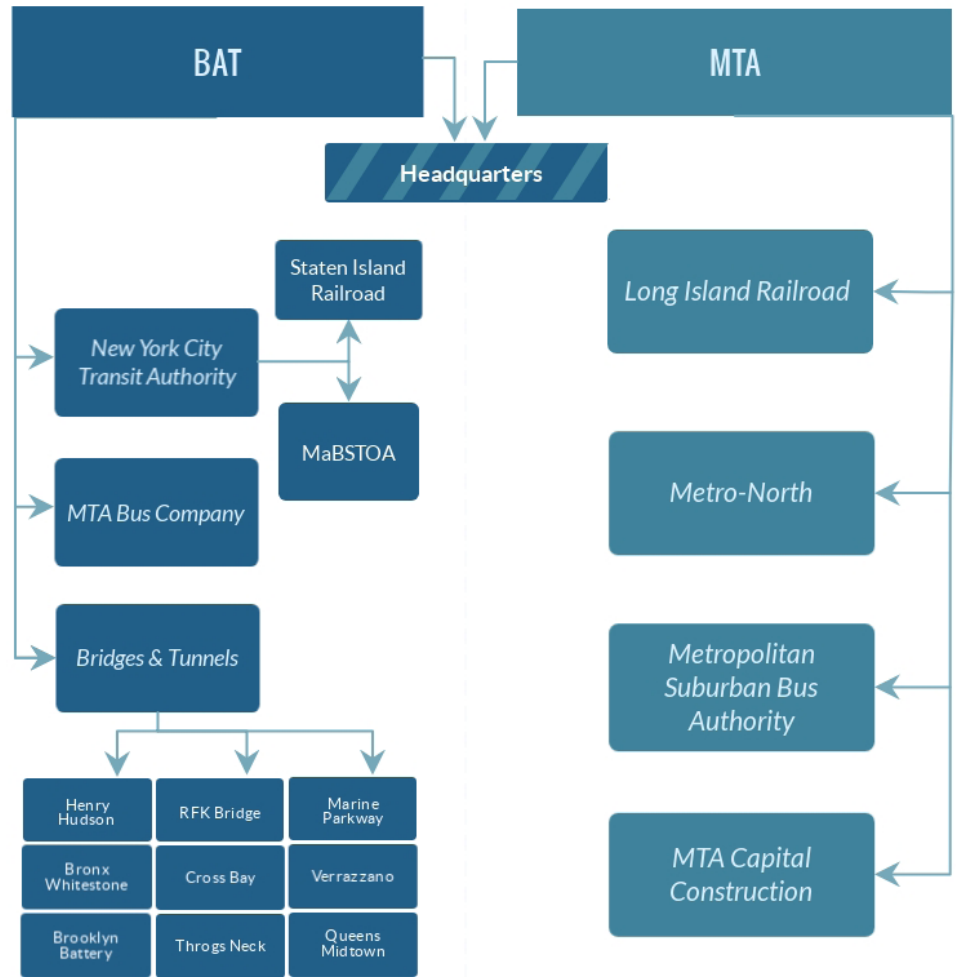 BAT
MTA
Headquarters
Staten Island
Railroad
New York City
Transit Authority
MaBSTOA
MTA Bus Company
Bridges & Tunnels
Henry
Hudson
RFK Bridge
Marine
Parkway
Bronx
Whitestone
Cross Bay
Verrazzano
Brooklyn
Battery
Throgs Neck
Queens
Midtown
Long Island Railroad
Metro-North
Metropolitan
Suburban Bus
Authority
MTA Capital
Construction